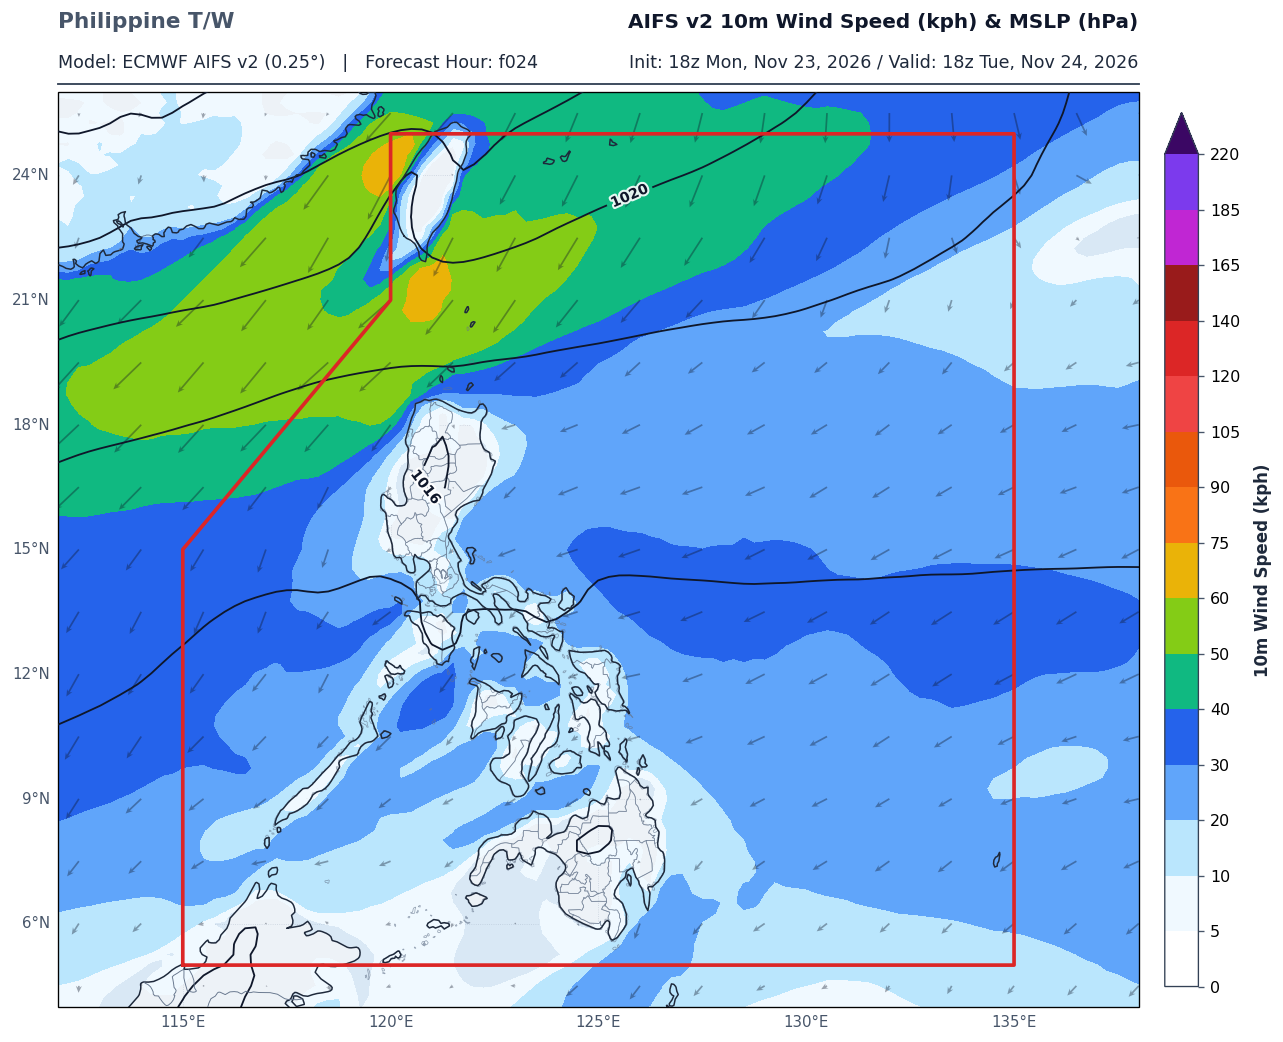 Philippine T/W
AIFS v2 10m Wind Speed (kph) & MSLP (hPa)
Model: ECMWF AIFS v2 (0.25°) | Forecast Hour: f024
Init: 18z Mon, Nov 23, 2026 / Valid: 18z Tue, Nov 24, 2026
24°N
21°N
18°N
15°N
12°N
9°N
6°N
1020
1016
115°E
120°E
125°E
130°E
135°E
220
185
165
140
120
105
90
75
60
50
40
30
20
10
5
0
10m Wind Speed (kph)